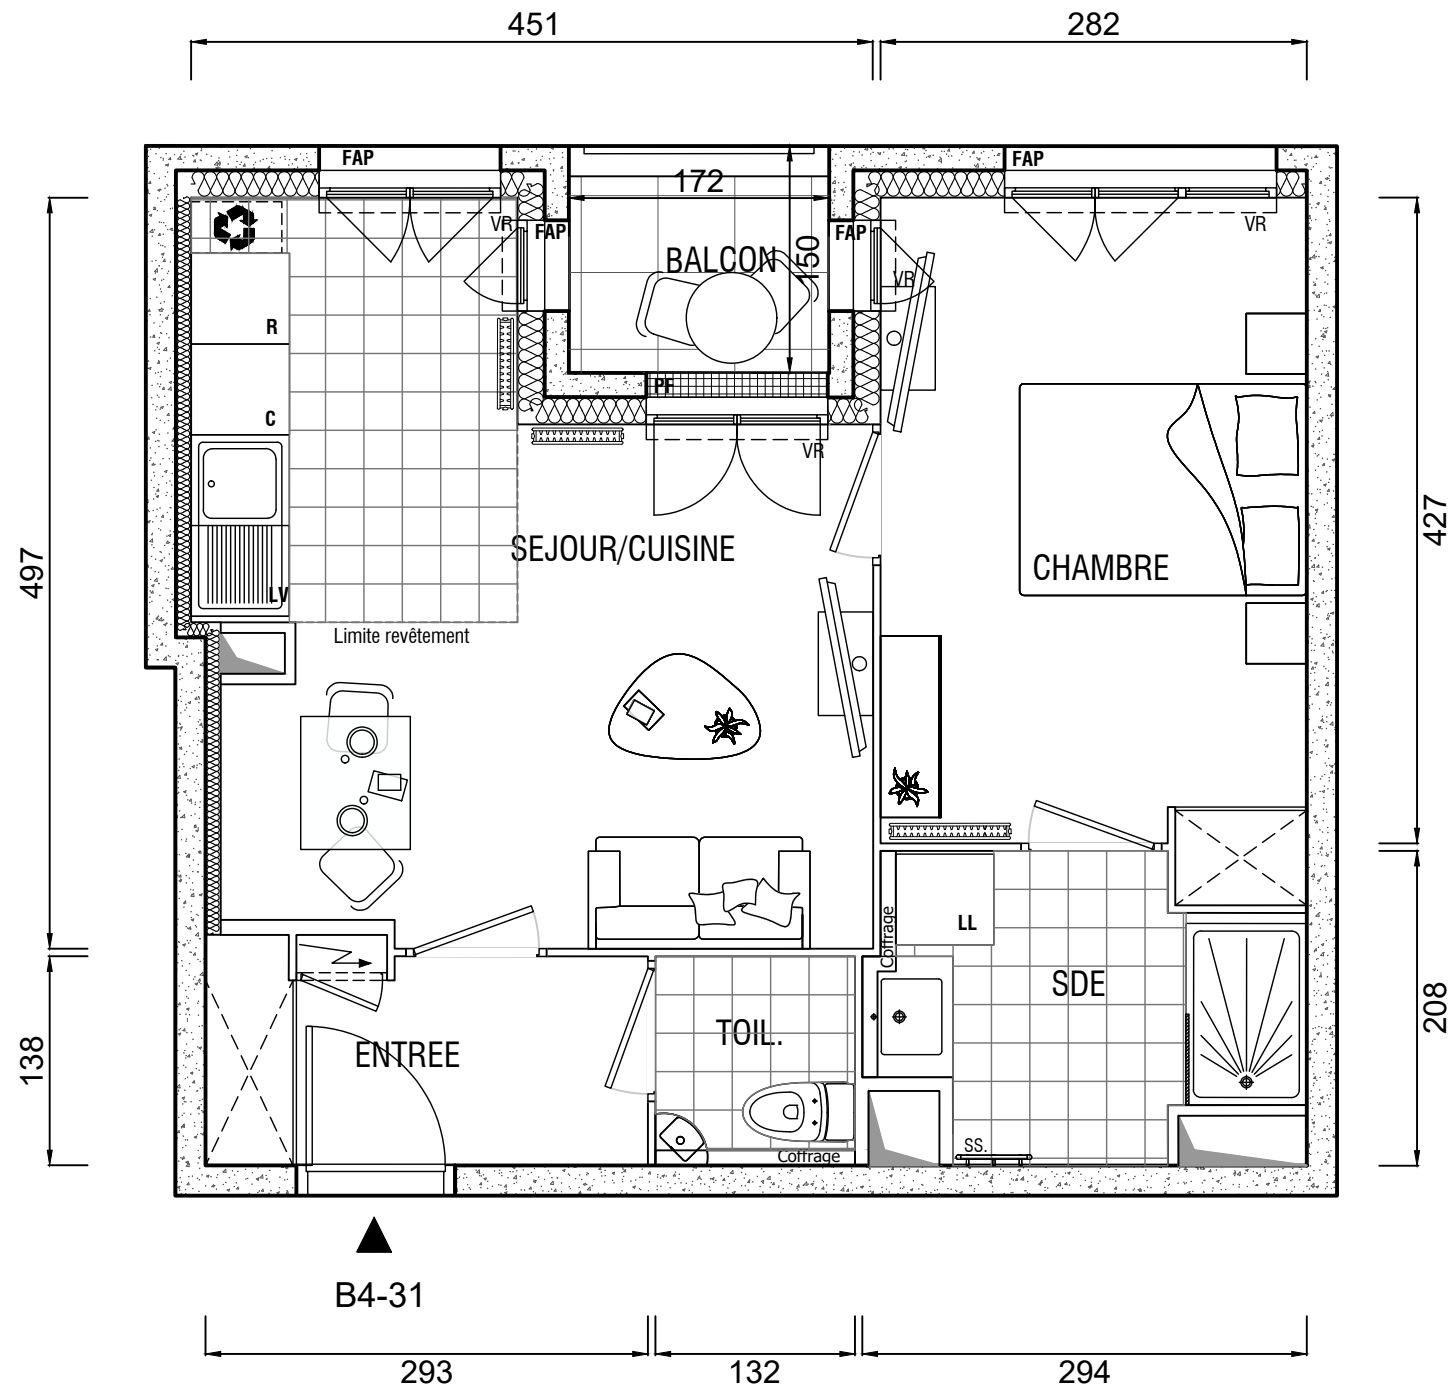 451
282
FAP
FAP
172
VR
FAP
FAP
VR
BALCON
150
VR
R
PF
C
VR
497
427
SEJOUR/CUISINE
CHAMBRE
LV
Limite revêtement
Coffrage
LL
SDE
208
138
ENTREE
TOIL.
SS.
Coffrage
B4-31
293
132
294